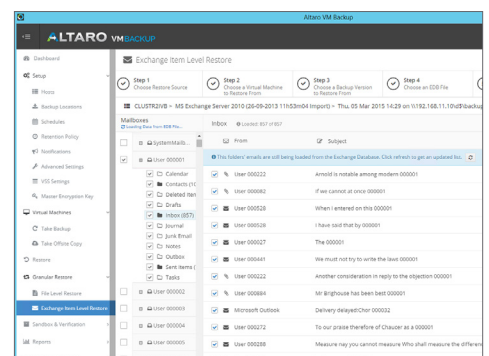 Altaro VM Backup
ALTARO VMBACKUP
Dashboard
Setup
Hosts
Backup Locations
Schedules
Retention Policy
Notifications
Advanced Settings
VSS Settings
Master Encryption Key
Virtual Machines
Take Backup
Take Offsite Copy
Restore
Granular Restore
File Level Restore
Exchange Item Level Restore
Sandbox & Verification
Reports
Exchange Item Level Restore
Step 1
Choose Restore Source
Step 2
Choose a Virtual Machine
to Restore From
Step 3
Choose a Backup Version
to Restore From
Step 4
Choose an EDB File
CLUSTR3IVB - MS Exchange Server 2010 (26-09-2013 11h53m04 Import) - Thu, 05 Mar 2015 14:29 on \\192.168.11.10\d3\backup
Mailboxes
Loading Data from EDB File...
SystemMailb...
User 000001
Calendar
Contacts (10
Deleted Item
Drafts
Inbox (857)
Journal
Junk Email
Notes
Outbox
Sent Items (
Tasks
User 000002
User 000003
User 000004
User 000005
Inbox Loaded: 857 of 857
From Subject
This folders' emails are still being loaded from the Exchange Database. Click refresh to get an updated list.
User 000222 Arnold is notable among modern 000001
User 000082 if we cannot at once 000001
User 000528 When I entered on this 000001
User 000528 I have said that by 000001
User 000027 The 000001
User 000441 We must not try to write the laws 000001
User 000222 Another consideration in reply to the objection 000001
User 000884 Mr Brighouse has been best 000001
Microsoft Outlook Delivery delayed:Chor 000032
User 000272 To our praise therefore of Chaucer as a 000001
User 000288 Measure nay you cannot measure Who shall measure the differenc